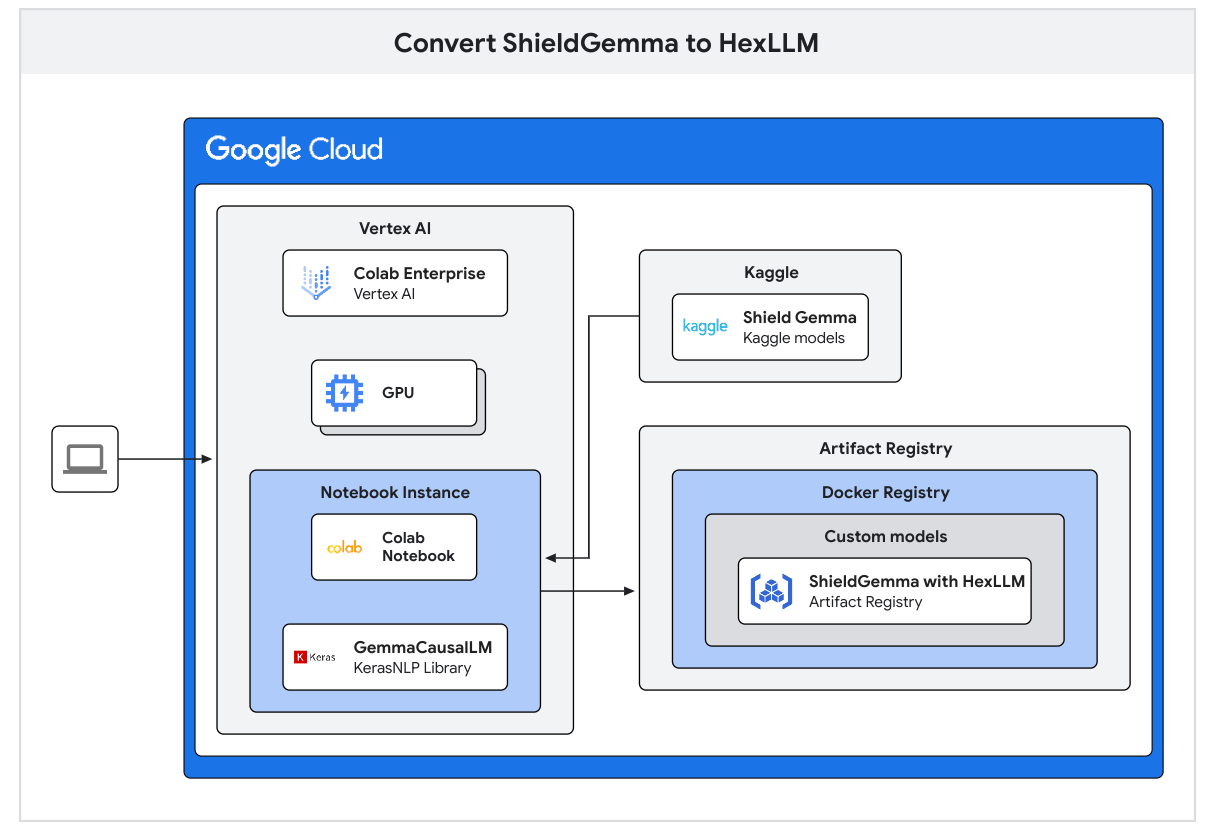 Convert ShieldGemma to HexLLM
Google Cloud
Vertex AI
Colab Enterprise
Vertex AI
GPU
Notebook Instance
colab
Colab
Notebook
K Keras
GemmaCausalLM
KerasNLP Library
Kaggle
kaggle
Shield Gemma
Kaggle models
Artifact Registry
Docker Registry
Custom models
ShieldGemma with HexLLM
Artifact Registry